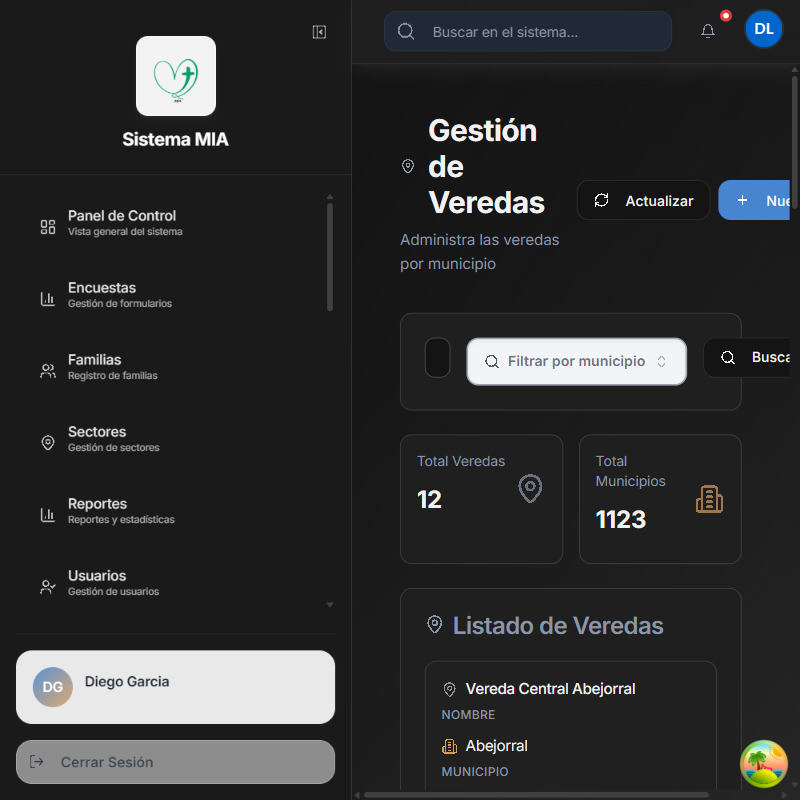 Sistema MIA
Panel de Control
Vista general del sistema
Encuestas
Gestión de formularios
Familias
Registro de familias
Sectores
Gestión de sectores
Reportes
Reportes y estadísticas
Usuarios
Gestión de usuarios
DG
Diego Garcia
Cerrar Sesión
Buscar en el sistema...
DL
Gestión
de
Veredas
Administra las veredas
por municipio
Actualizar
Nue
Filtrar por municipio
Busca
Total Veredas
12
Total
Municipios
1123
Listado de Veredas
Vereda Central Abejorral
NOMBRE
Abejorral
MUNICIPIO